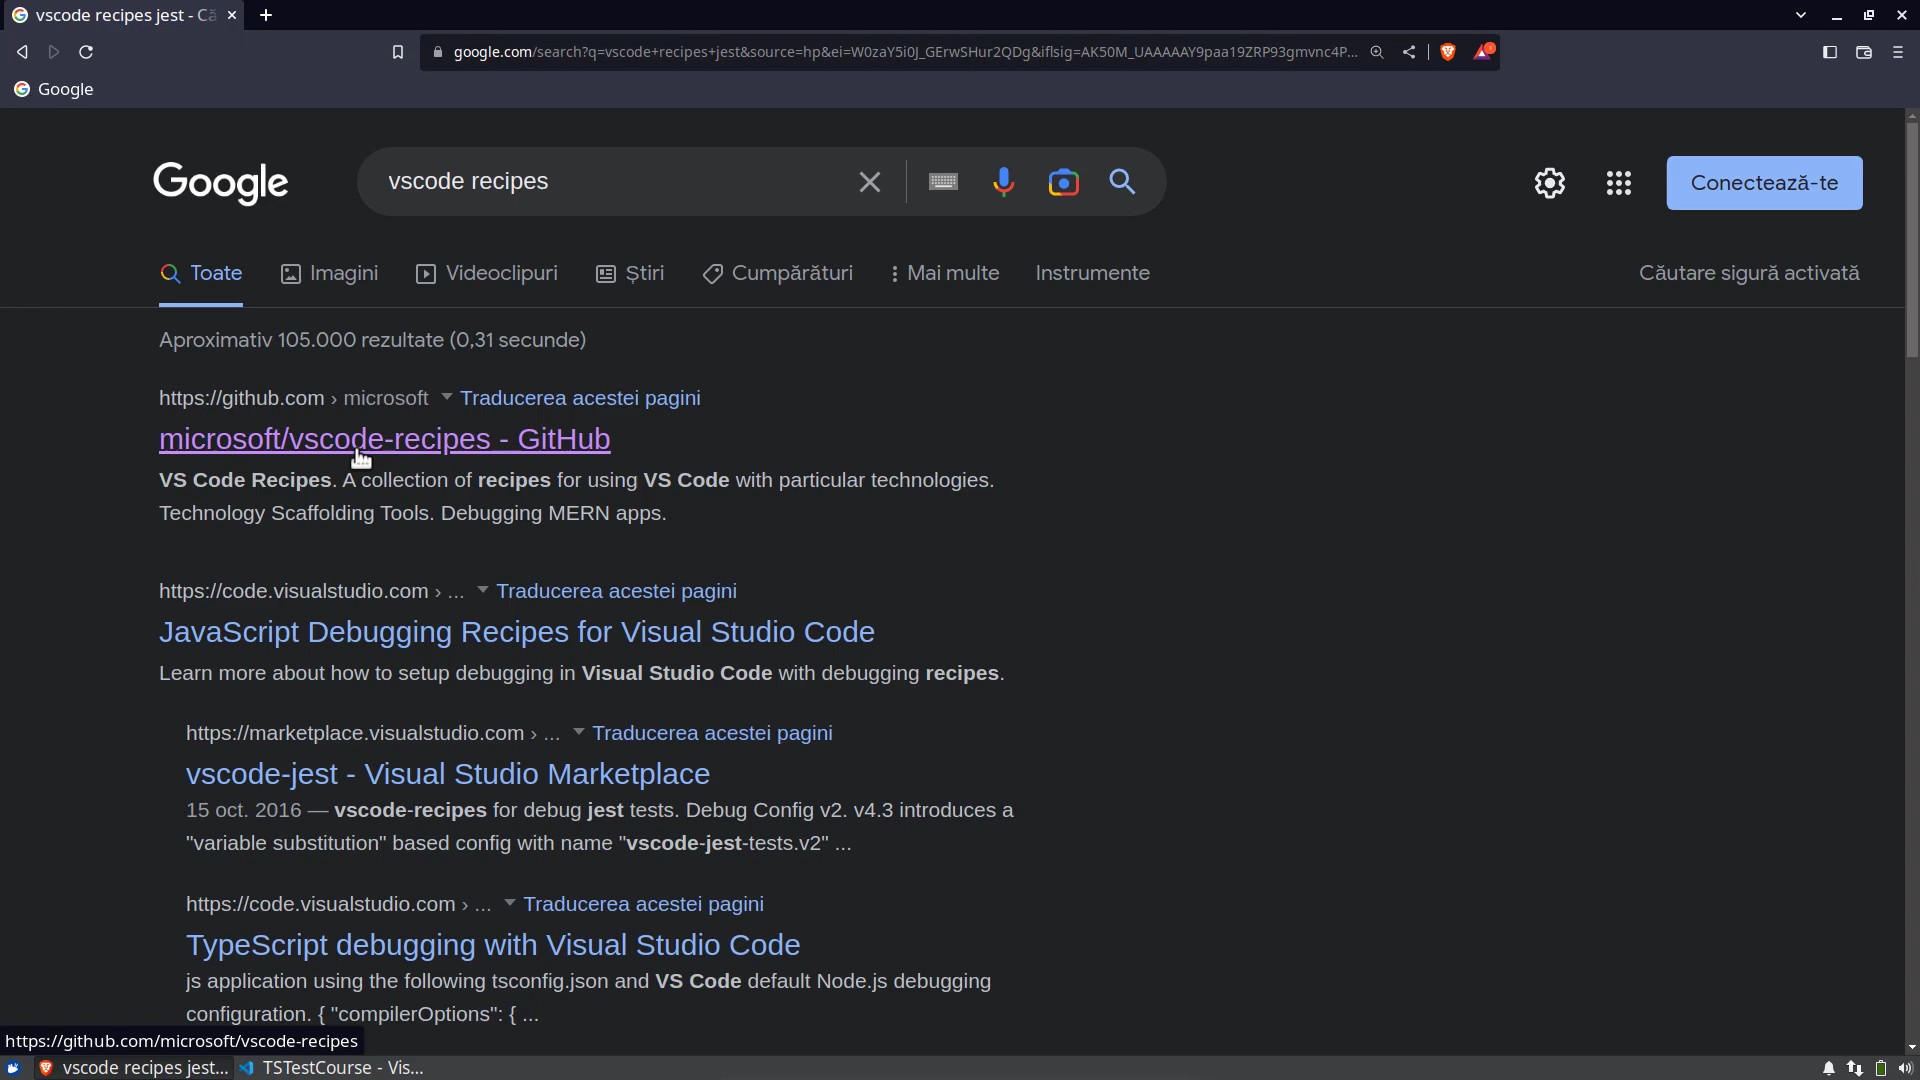 vscode recipes jest - Că
google.com/search?q=vscode+recipes+jest&source=hp&ei=W0zaY5i0J_GErwSHur2QDg&iflsig=AK50M_UAAAAAY9paa19ZRP93gmvnc4P...
Google
Google
vscode recipes
Conectează-te
Toate
Imagini
Videoclipuri
Știri
Cumpărături
Mai multe
Instrumente
Căutare sigură activată
Aproximativ 105.000 rezultate (0,31 secunde)
https://github.com › microsoft Traducerea acestei pagini
microsoft/vscode-recipes - GitHub
VS Code Recipes. A collection of recipes for using VS Code with particular technologies.
Technology Scaffolding Tools. Debugging MERN apps.
https://code.visualstudio.com › ... Traducerea acestei pagini
JavaScript Debugging Recipes for Visual Studio Code
Learn more about how to setup debugging in Visual Studio Code with debugging recipes.
https://marketplace.visualstudio.com › ... Traducerea acestei pagini
vscode-jest - Visual Studio Marketplace
15 oct. 2016 — vscode-recipes for debug jest tests. Debug Config v2. v4.3 introduces a
"variable substitution" based config with name "vscode-jest-tests.v2" ...
https://code.visualstudio.com › ... Traducerea acestei pagini
TypeScript debugging with Visual Studio Code
js application using the following tsconfig.json and VS Code default Node.js debugging
configuration. { "compilerOptions": { ...
https://github.com/microsoft/vscode-recipes
vscode recipes jest...
TSTestCourse - Vis...